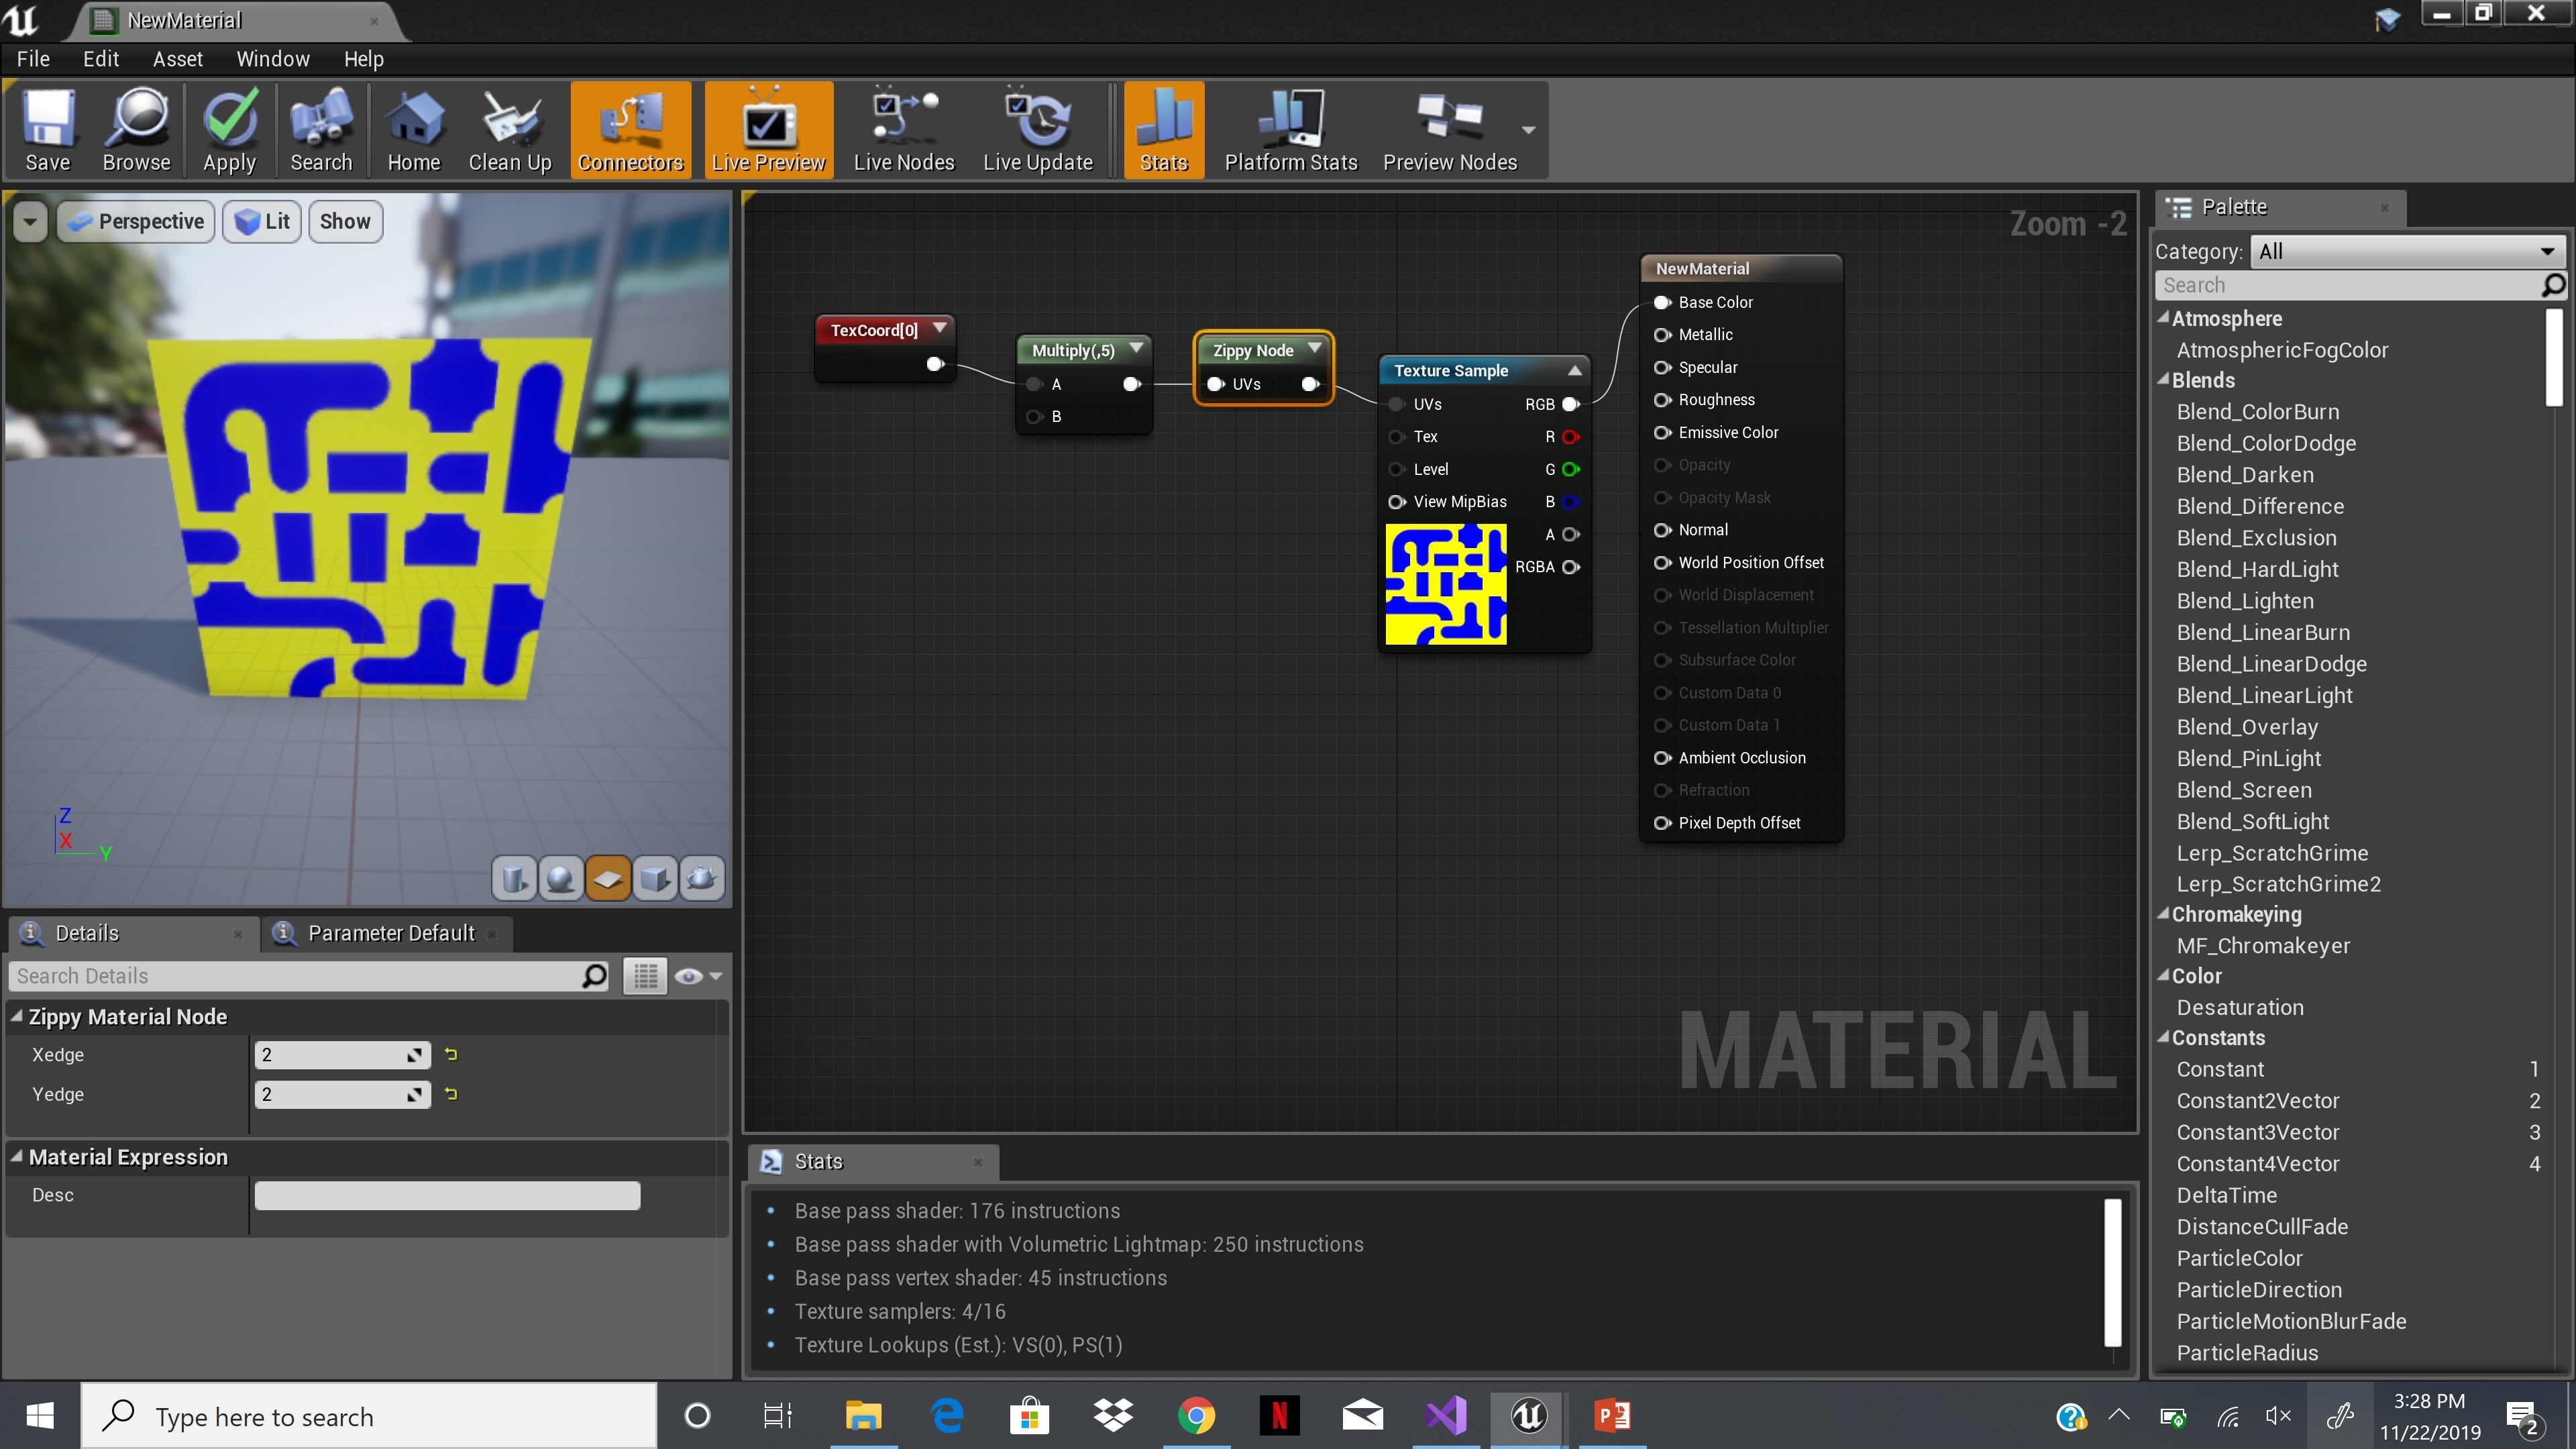 NewMaterial
File Edit Asset Window Help
Save Browse Apply Search Home Clean Up Connectors Live Preview Live Nodes Live Update Stats Platform Stats Preview Nodes
Perspective Lit Show
Z
X
Y
Zoom -2
TexCoord[0]
Multiply(,5)
A
B
Zippy Node
UVs
Texture Sample
UVs RGB
Tex R
Level G
View MipBias B
A
RGBA
NewMaterial
Base Color
Metallic
Specular
Roughness
Emissive Color
Opacity
Opacity Mask
Normal
World Position Offset
World Displacement
Tessellation Multiplier
Subsurface Color
Custom Data 0
Custom Data 1
Ambient Occlusion
Refraction
Pixel Depth Offset
MATERIAL
Palette
Category: All
Search
Atmosphere
AtmosphericFogColor
Blends
Blend_ColorBurn
Blend_ColorDodge
Blend_Darken
Blend_Difference
Blend_Exclusion
Blend_HardLight
Blend_Lighten
Blend_LinearBurn
Blend_LinearDodge
Blend_LinearLight
Blend_Overlay
Blend_PinLight
Blend_Screen
Blend_SoftLight
Lerp_ScratchGrime
Lerp_ScratchGrime2
Chromakeying
MF_Chromakeyer
Color
Desaturation
Constants
Constant 1
Constant2Vector 2
Constant3Vector 3
Constant4Vector 4
DeltaTime
DistanceCullFade
ParticleColor
ParticleDirection
ParticleMotionBlurFade
ParticleRadius
Details Parameter Default
Search Details
Zippy Material Node
Xedge 2
Yedge 2
Material Expression
Desc
Stats
Base pass shader: 176 instructions
Base pass shader with Volumetric Lightmap: 250 instructions
Base pass vertex shader: 45 instructions
Texture samplers: 4/16
Texture Lookups (Est.): VS(0), PS(1)
Type here to search
3:28 PM
11/22/2019
2